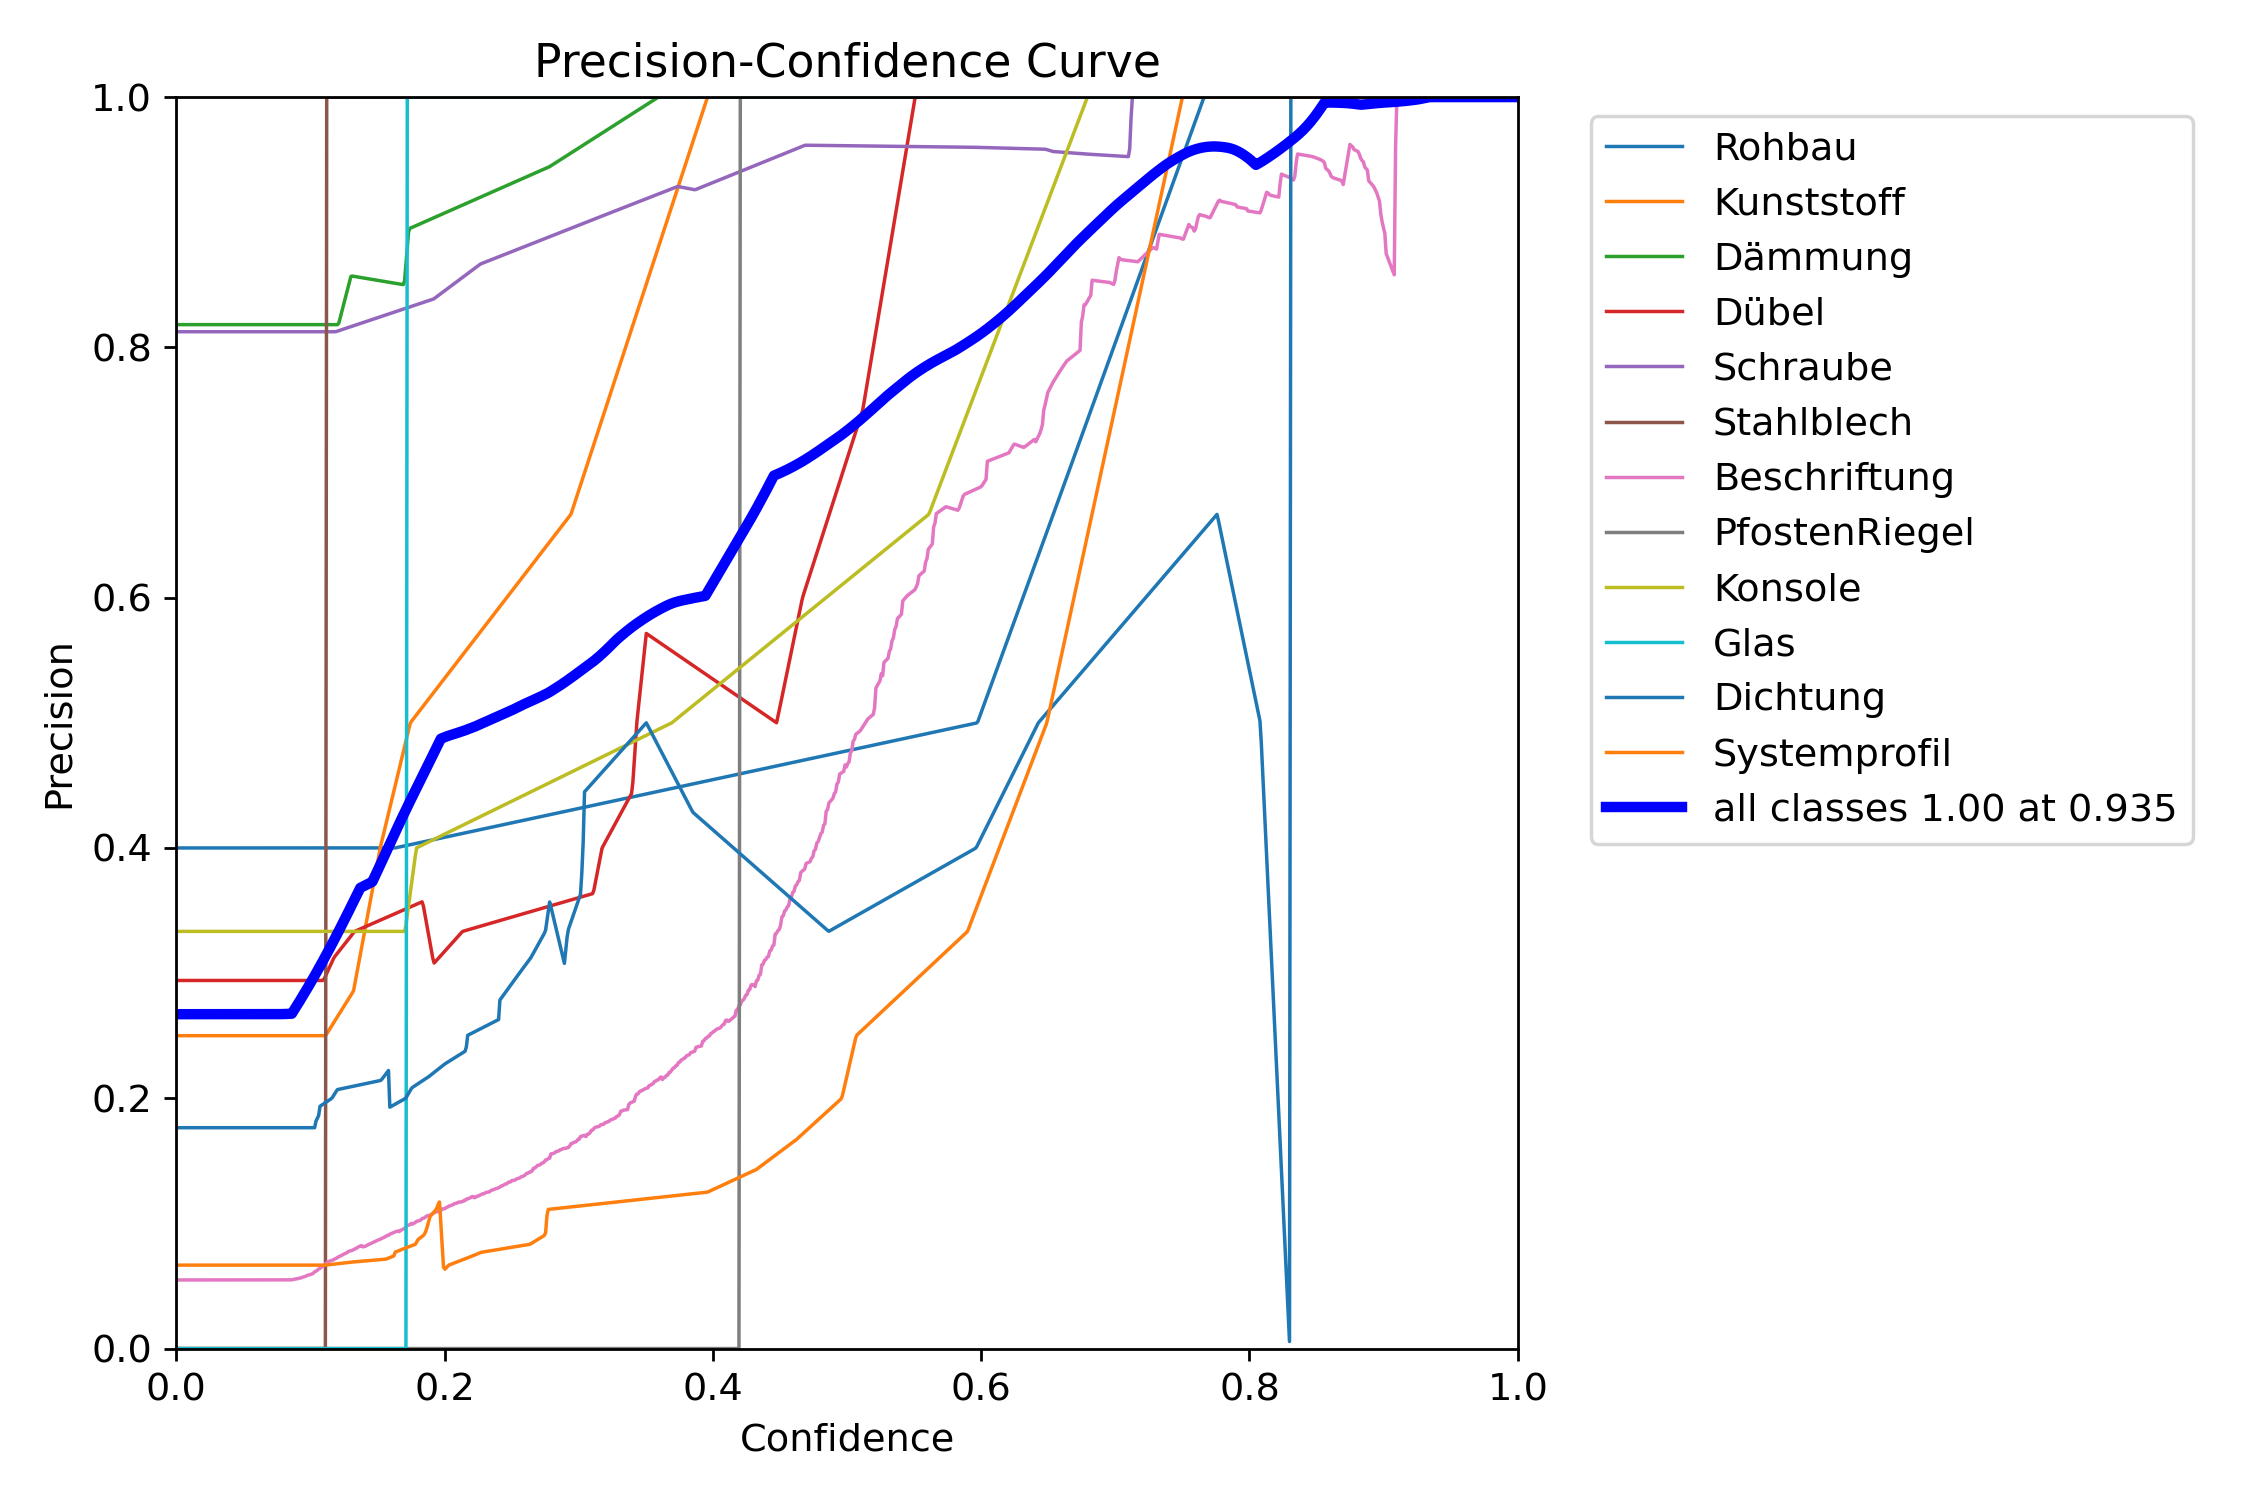 Precision-Confidence Curve
1.0
0.8
0.6
0.4
0.2
0.0
Precision
0.0 0.2 0.4 0.6 0.8 1.0
Confidence
Rohbau
Kunststoff
Dämmung
Dübel
Schraube
Stahlblech
Beschriftung
PfostenRiegel
Konsole
Glas
Dichtung
Systemprofil
all classes 1.00 at 0.935